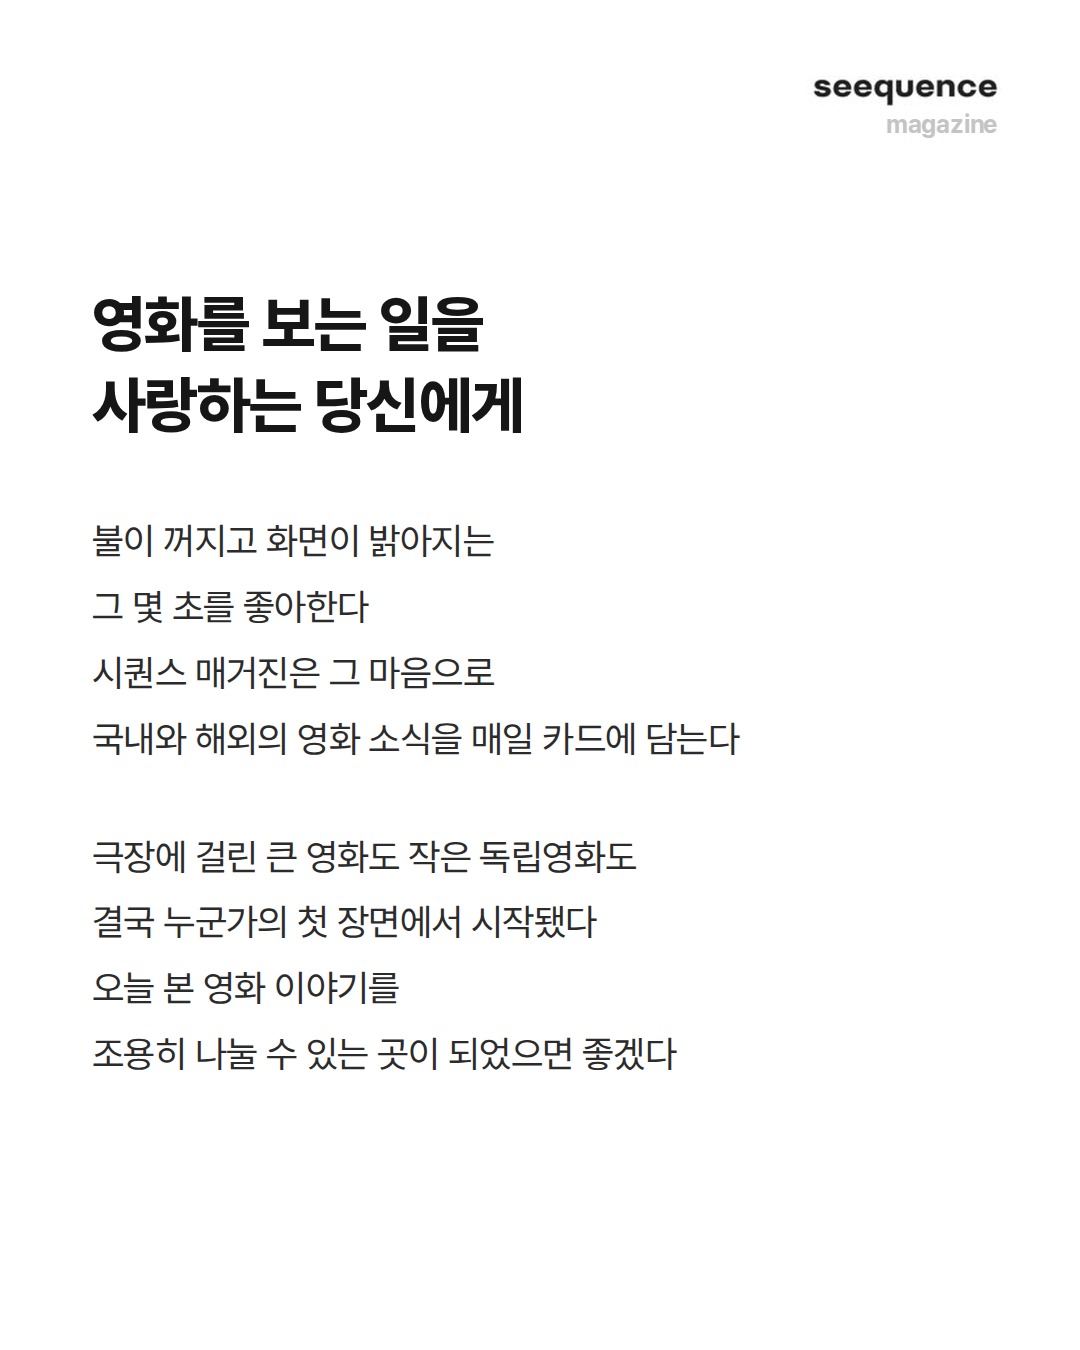 seequence
magazine
영화를 보는 일을
사랑하는 당신에게
불이 꺼지고 화면이 밝아지는
그 몇 초를 좋아한다
시퀀스 매거진은 그 마음으로
국내와 해외의 영화 소식을 매일 카드에 담는다
극장에 걸린 큰 영화도 작은 독립영화도
결국 누군가의 첫 장면에서 시작됐다
오늘 본 영화 이야기를
조용히 나눌 수 있는 곳이 되었으면 좋겠다